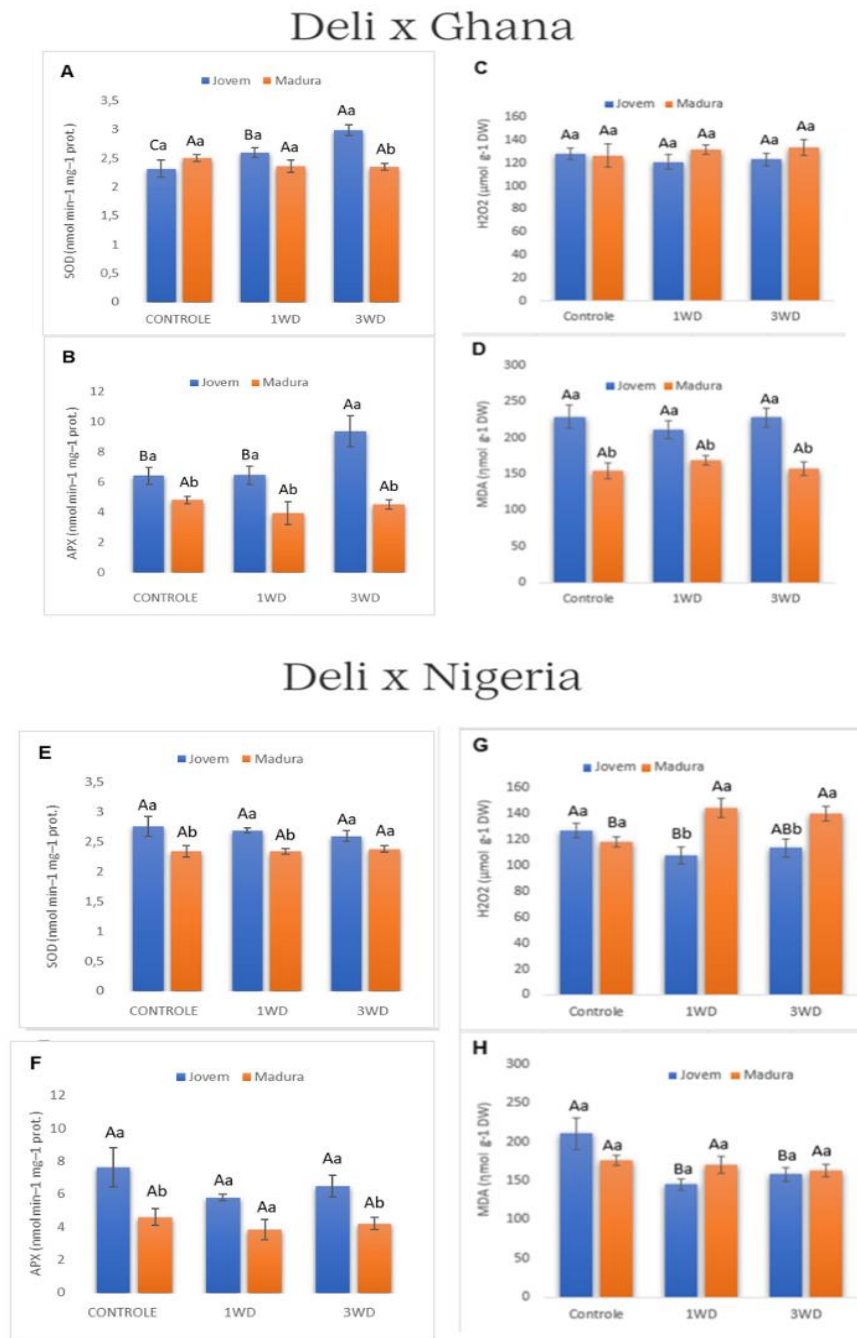 Deli x Ghana
A
Jovem Madura
SOD (nmol min–1 mg–1 prot.)
3,5
3
2,5
2
1,5
1
0,5
0
Ca Aa Ba Aa Aa Ab
CONTROLE 1WD 3WD
C
Jovem Madura
H2O2 (µmol g-1 DW)
160
140
120
100
80
60
40
20
0
Aa Aa Aa Aa Aa Aa
Controle 1WD 3WD
B
Jovem Madura
APX (nmol min–1 mg–1 prot.)
12
10
8
6
4
2
0
Ba Ab Ba Ab Aa Ab
CONTROLE 1WD 3WD
D
Jovem Madura
MDA (ηmol g-1 DW)
300
250
200
150
100
50
0
Aa Ab Aa Ab Aa Ab
Controle 1WD 3WD
Deli x Nigeria
E
Jovem Madura
SOD (nmol min–1 mg–1 prot.)
3,5
3
2,5
2
1,5
1
0,5
0
Aa Ab Aa Ab Aa Aa
CONTROLE 1WD 3WD
G
Jovem Madura
H2O2 (µmol g-1 DW)
160
140
120
100
80
60
40
20
0
Aa Ba Bb Aa ABb Aa
Controle 1WD 3WD
F
Jovem Madura
APX (nmol min–1 mg–1 prot.)
12
10
8
6
4
2
0
Aa Ab Aa Aa Aa Ab
CONTROLE 1WD 3WD
H
Jovem Madura
MDA (ηmol g-1 DW)
300
250
200
150
100
50
0
Aa Aa Ba Aa Ba Aa
Controle 1WD 3WD